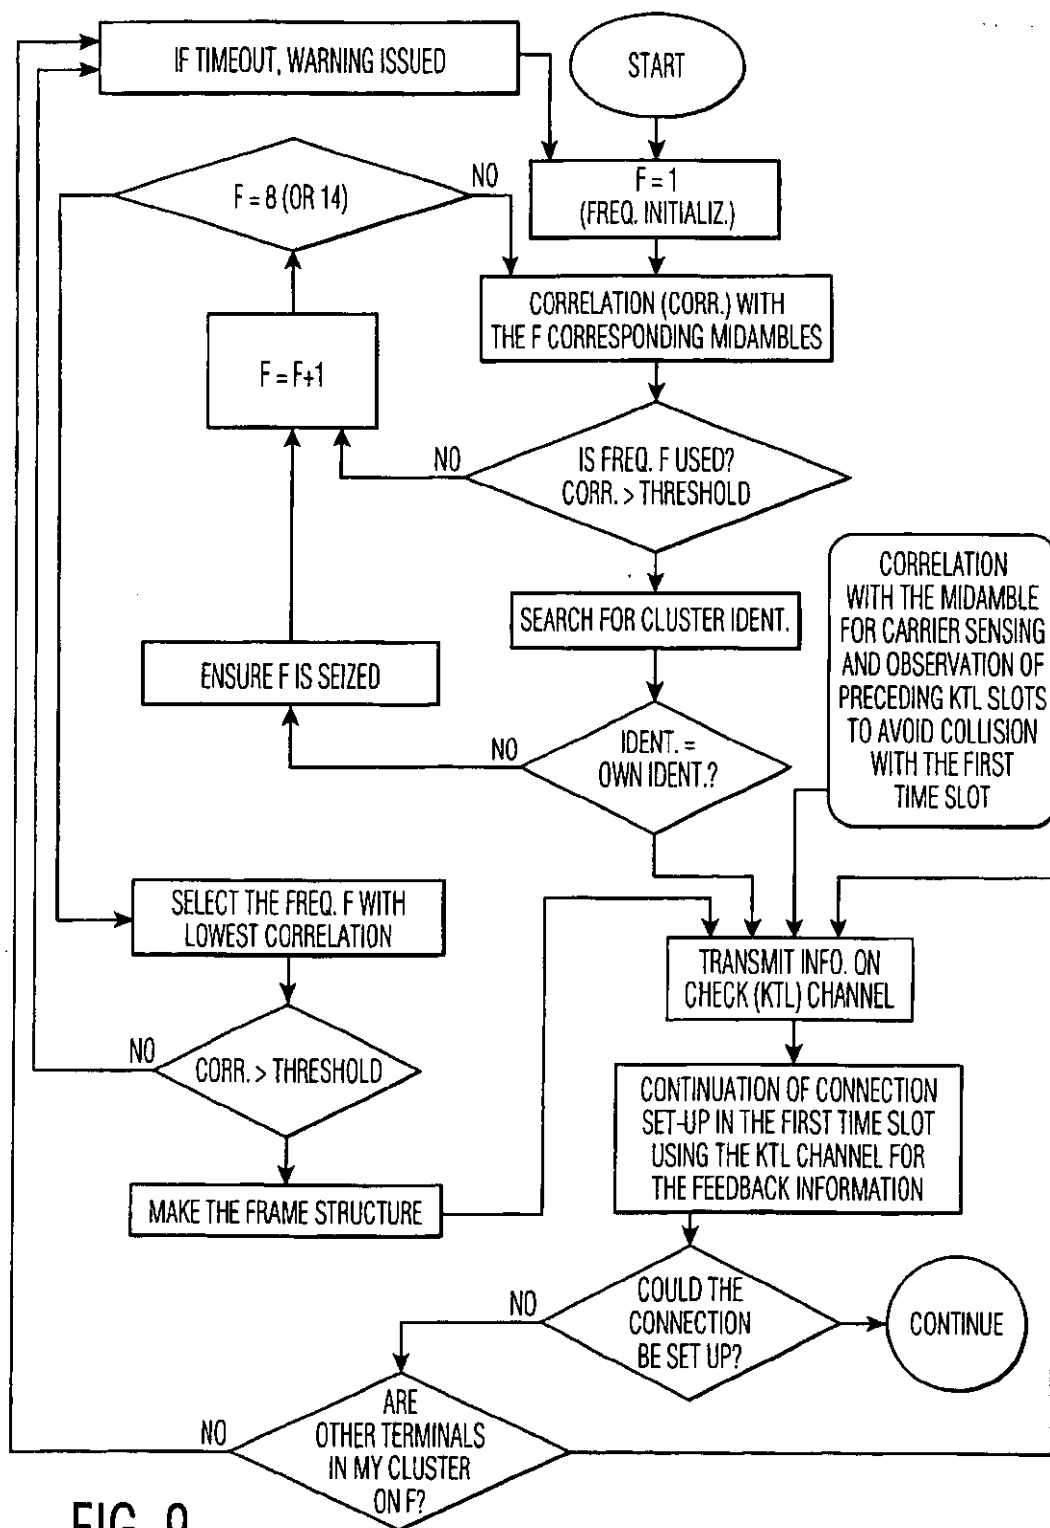 IF TIMEOUT, WARNING ISSUED
START
F = 8 (OR 14)
NO
F = 1
(FREQ. INITIALIZ.)
CORRELATION (CORR.) WITH
THE F CORRESPONDING MIDAMBLES
F = F+1
NO
IS FREQ. F USED?
CORR. > THRESHOLD
CORRELATION
WITH THE MIDAMBLE
FOR CARRIER SENSING
AND OBSERVATION OF
PRECEDING KTL SLOTS
TO AVOID COLLISION
WITH THE FIRST
TIME SLOT
SEARCH FOR CLUSTER IDENT.
ENSURE F IS SEIZED
NO
IDENT. =
OWN IDENT.?
SELECT THE FREQ. F WITH
LOWEST CORRELATION
TRANSMIT INFO. ON
CHECK (KTL) CHANNEL
NO
CORR. > THRESHOLD
CONTINUATION OF CONNECTION
SET-UP IN THE FIRST TIME SLOT
USING THE KTL CHANNEL FOR
THE FEEDBACK INFORMATION
MAKE THE FRAME STRUCTURE
NO
COULD THE
CONNECTION
BE SET UP?
CONTINUE
NO
ARE
OTHER TERMINALS
IN MY CLUSTER
ON F?
FIG. 9